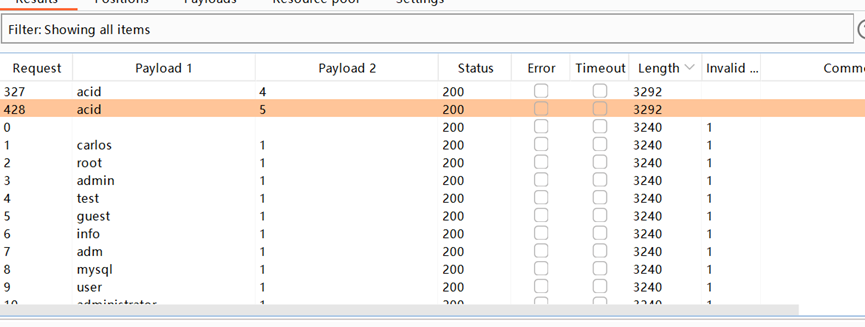 Results Positions Payloads Resource pool Settings
Filter: Showing all items
Request Payload 1 Payload 2 Status Error Timeout Length Invalid ... Comme
327 acid 4 200 3292
428 acid 5 200 3292
0 200 3240 1
1 carlos 1 200 3240 1
2 root 1 200 3240 1
3 admin 1 200 3240 1
4 test 1 200 3240 1
5 guest 1 200 3240 1
6 info 1 200 3240 1
7 adm 1 200 3240 1
8 mysql 1 200 3240 1
9 user 1 200 3240 1
10 administrator 1 200 3240 1